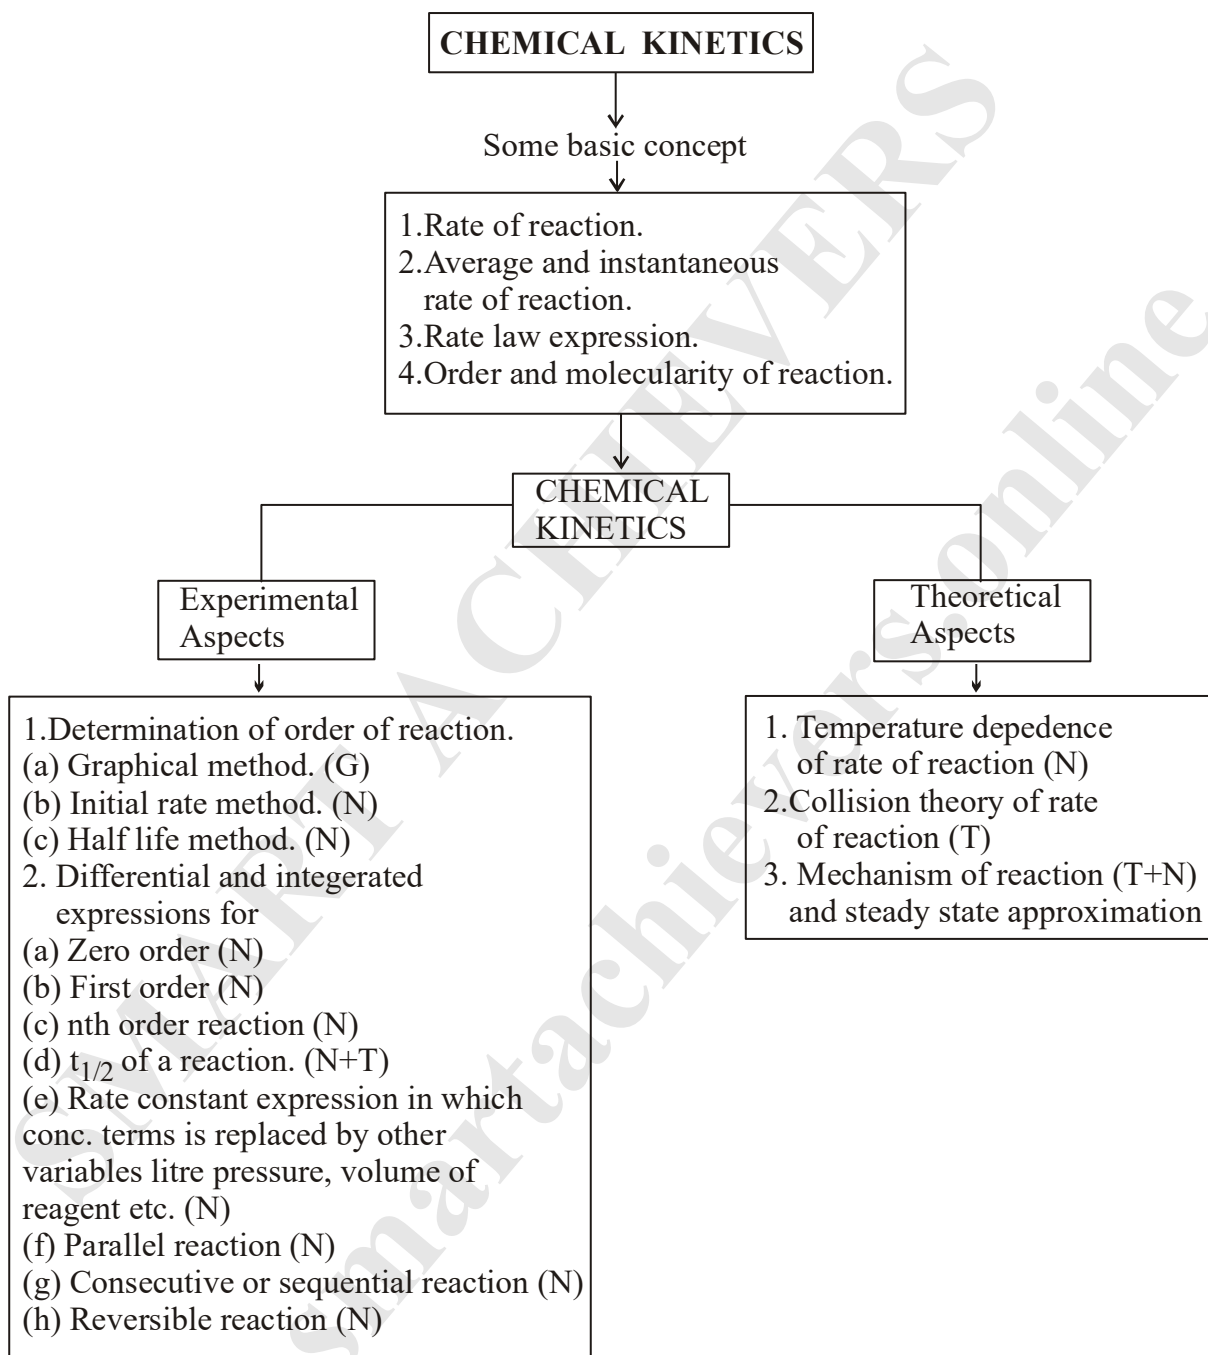 CHEMICAL KINETICS
Some basic concept
1.Rate of reaction.
2.Average and instantaneous
rate of reaction.
3.Rate law expression.
4.Order and molecularity of reaction.
CHEMICAL
KINETICS
Experimental
Aspects
1.Determination of order of reaction.
(a) Graphical method. (G)
(b) Initial rate method. (N)
(c) Half life method. (N)
2. Differential and integerated
expressions for
(a) Zero order (N)
(b) First order (N)
(c) nth order reaction (N)
(d) t1/2 of a reaction. (N+T)
(e) Rate constant expression in which
conc. terms is replaced by other
variables litre pressure, volume of
reagent etc. (N)
(f) Parallel reaction (N)
(g) Consecutive or sequential reaction (N)
(h) Reversible reaction (N)
Theoretical
Aspects
1. Temperature depedence
of rate of reaction (N)
2.Collision theory of rate
of reaction (T)
3. Mechanism of reaction (T+N)
and steady state approximation
SMART ACHIEVERS
smartachievers.online